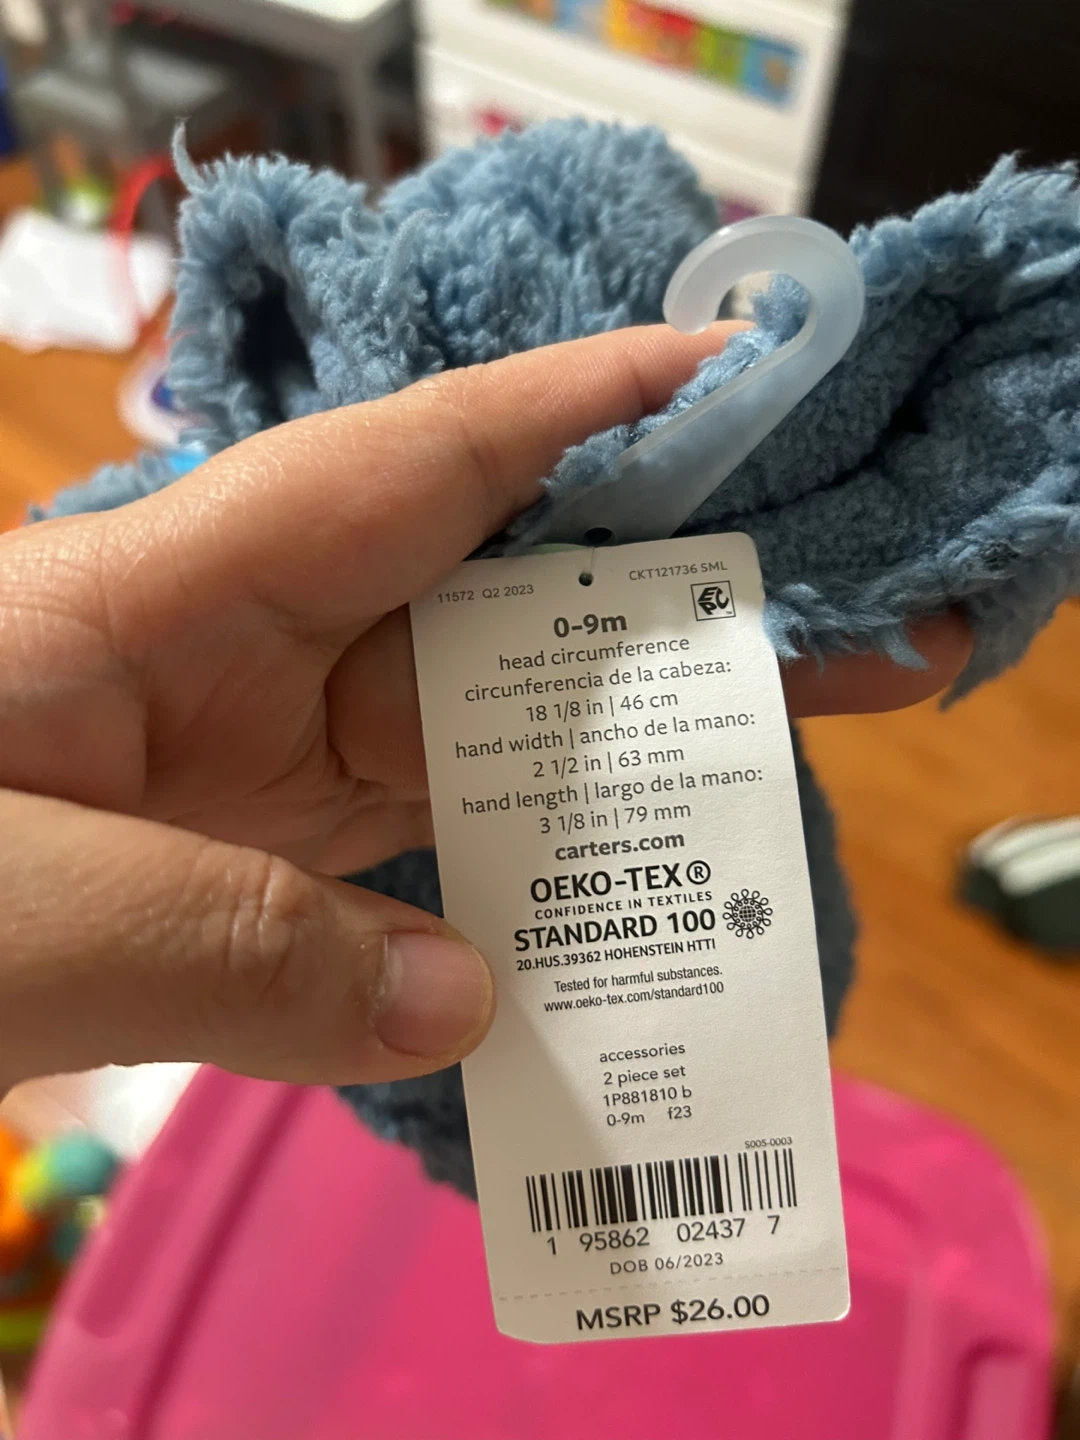 11572 Q2 2023
CKT121736 SML
0-9m
head circumference
circunferencia de la cabeza:
18 1/8 in | 46 cm
hand width | ancho de la mano:
2 1/2 in | 63 mm
hand length | largo de la mano:
3 1/8 in | 79 mm
carters.com
OEKO-TEX®
CONFIDENCE IN TEXTILES
STANDARD 100
20.HUS.39362 HOHENSTEIN HTTI
Tested for harmful substances.
www.oeko-tex.com/standard100
accessories
2 piece set
1P881810 b
0-9m f23
S005-0003
1 95862 02437 7
DOB 06/2023
MSRP $26.00